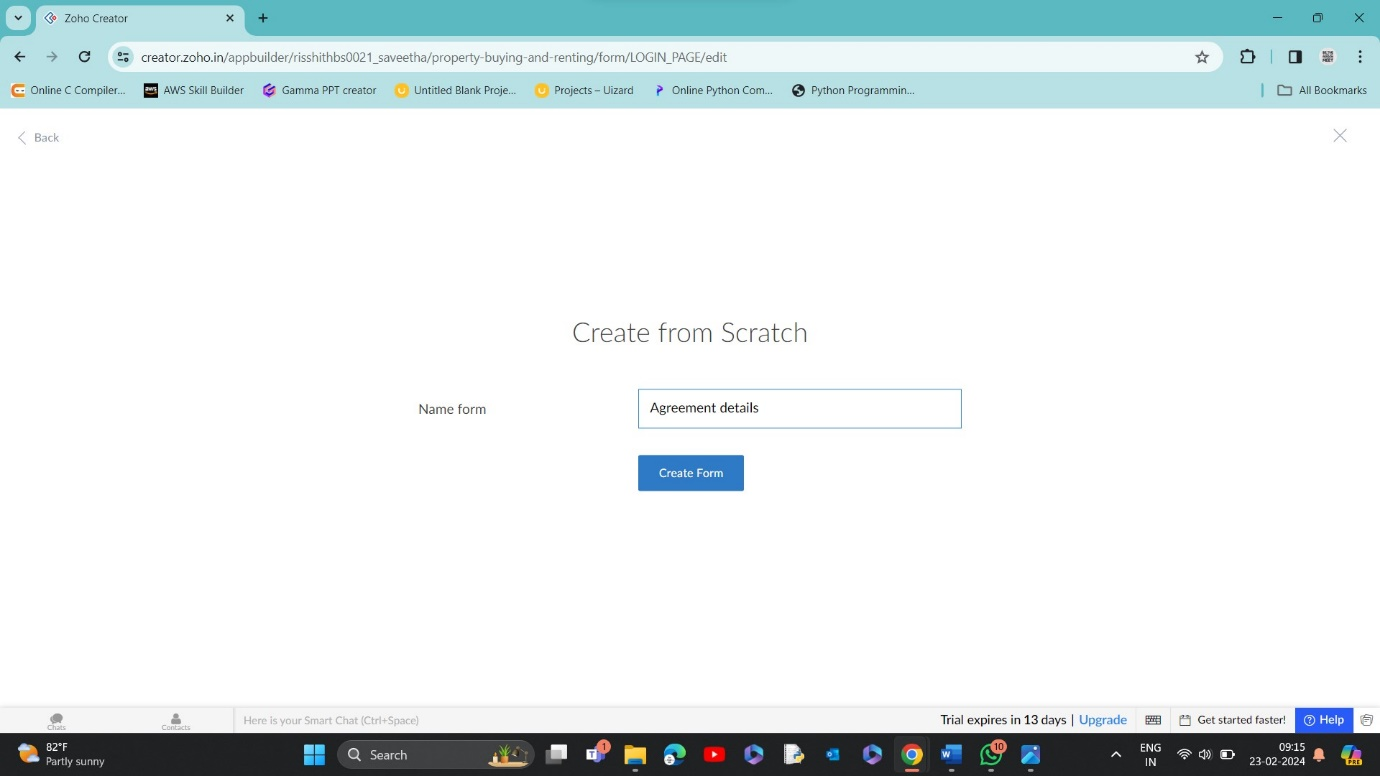 Zoho Creator
creator.zoho.in/appbuilder/risshithbs0021_saveetha/property-buying-and-renting/form/LOGIN_PAGE/edit
Online C Compiler... AWS Skill Builder Gamma PPT creator Untitled Blank Proje... Projects – Uizard Online Python Com... Python Programmin... All Bookmarks
Back
Create from Scratch
Name form Agreement details
Create Form
Chats Contacts Here is your Smart Chat (Ctrl+Space) Trial expires in 13 days | Upgrade Get started faster! Help
82°F
Partly sunny
Search
1
10
ENG
IN
09:15
23-02-2024